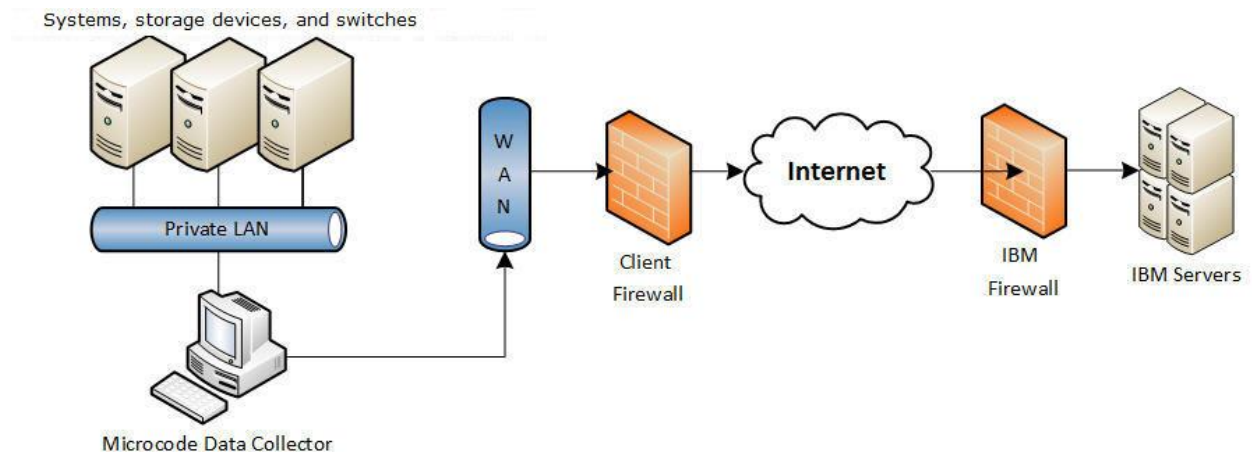 Systems, storage devices, and switches
Private LAN
Microcode Data Collector
W
A
N
Client
Firewall
Internet
IBM
Firewall
IBM Servers